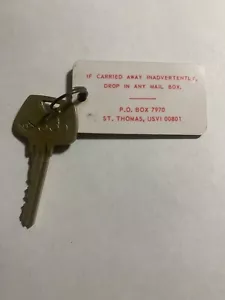 IF CARRIED AWAY INADVERTENTLY,
DROP IN ANY MAIL BOX.
P.O. BOX 7970
ST. THOMAS, USVI 00801